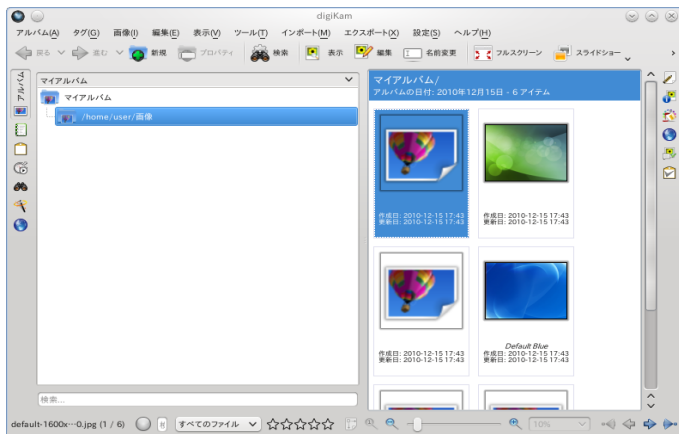 digiKam
アルバム(A) タグ(G) 画像(I) 編集(E) 表示(V) ツール(T) インポート(M) エクスポート(X) 設定(S) ヘルプ(H)
戻る 進む 新規 プロパティ 検索 表示 編集 名前変更 フルスクリーン スライドショー
アルバム
マイアルバム
マイアルバム
/home/user/画像
マイアルバム/
アルバムの日付: 2010年12月15日 - 6 アイテム
作成日: 2010-12-15 17:43 作成日: 2010-12-15 17:43
更新日: 2010-12-15 17:43 更新日: 2010-12-15 17:43
Default Blue
作成日: 2010-12-15 17:43 作成日: 2010-12-15 17:43
更新日: 2010-12-15 17:43 更新日: 2010-12-15 17:43
検索...
default-1600x···0.jpg (1 / 6) すべてのファイル 10%